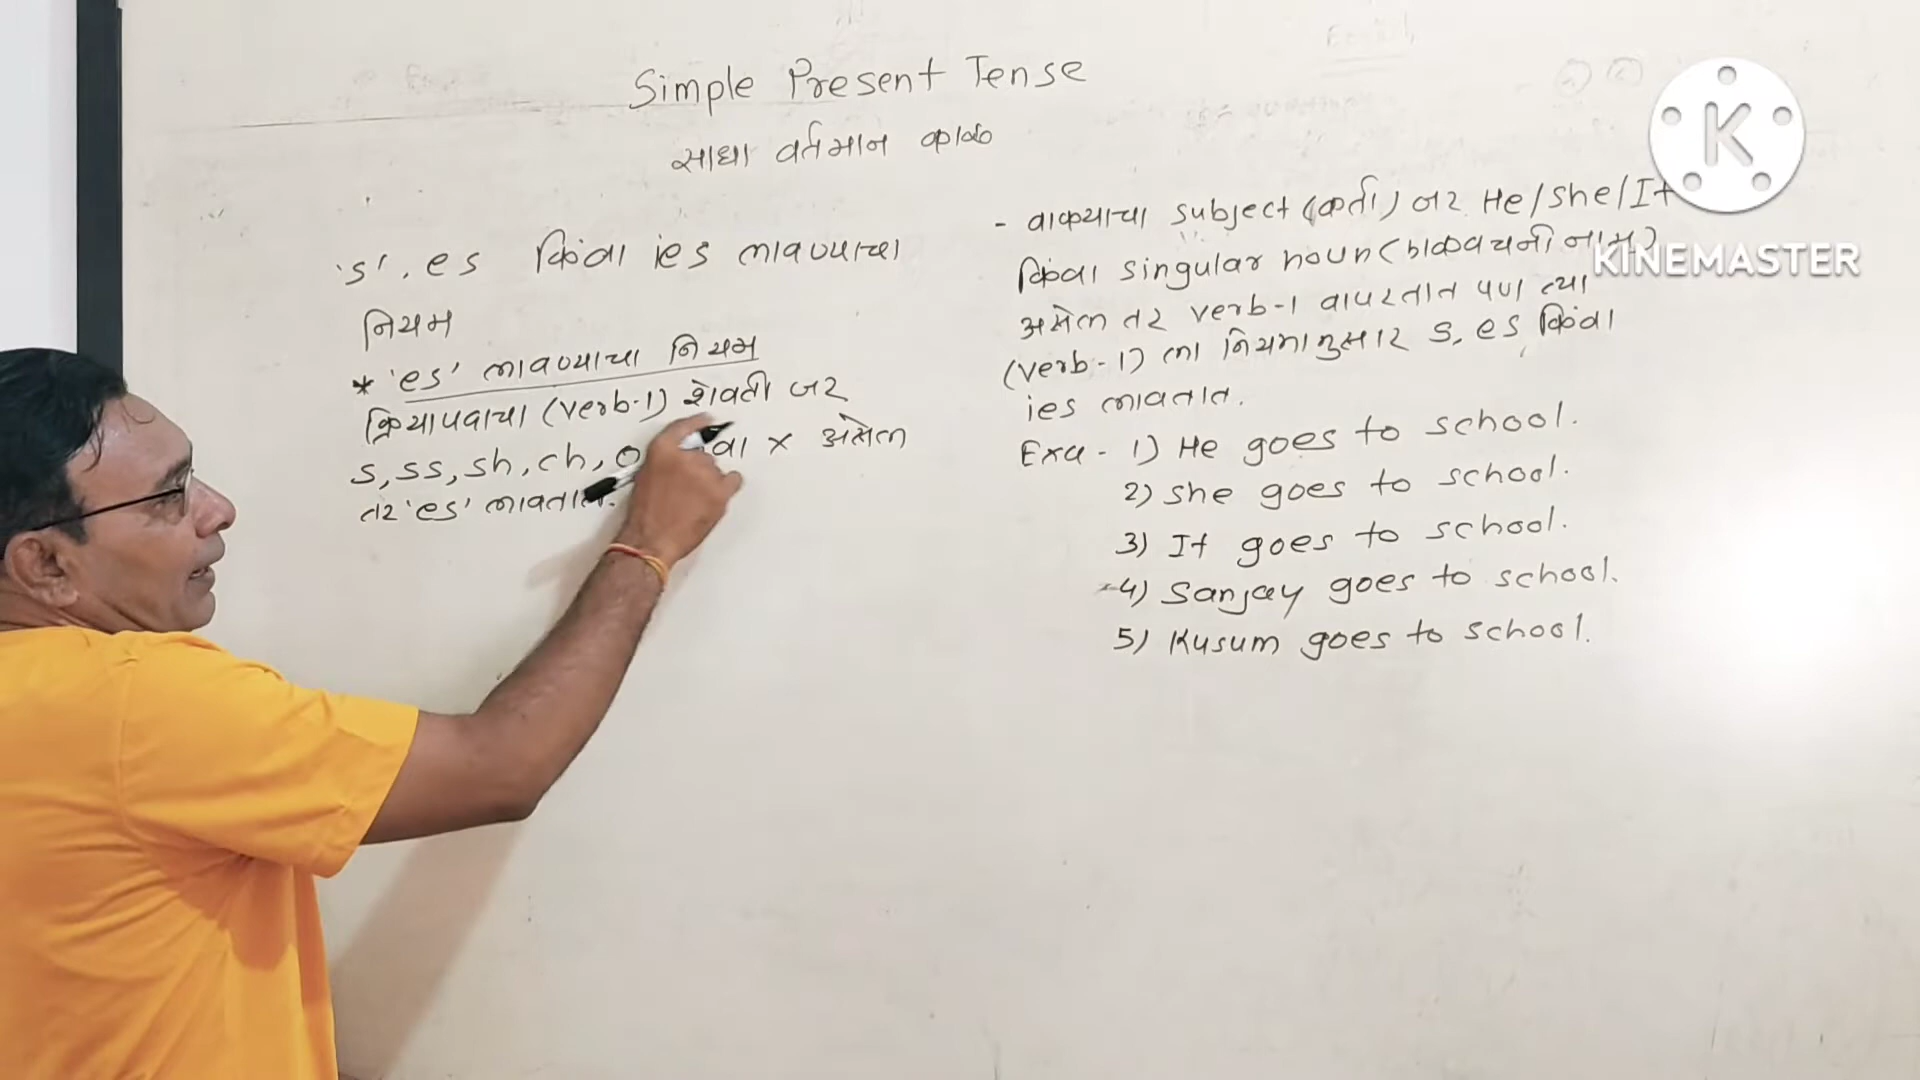 Simple Present Tense
साधा वर्तमान काळ
's', es किंवा ies लावण्याचा
नियम
* 'es' लावण्याचा नियम
क्रियापदाचा (verb-1) शेवटी जर
s, ss, sh, ch, o x असेल
तर 'es' लावतात.
- वाक्याचा subject (कर्ता) जर He/she/It
किंवा singular noun (एकवचनी नाम)
असेल तर verb-1 वापरतात पण त्या
(verb-1) ला नियमानुसार s, es किंवा
ies लावतात.
Exa - 1) He goes to school.
2) she goes to school.
3) It goes to school.
4) Sanjay goes to school.
5) Kusum goes to school.
K
KINEMASTER